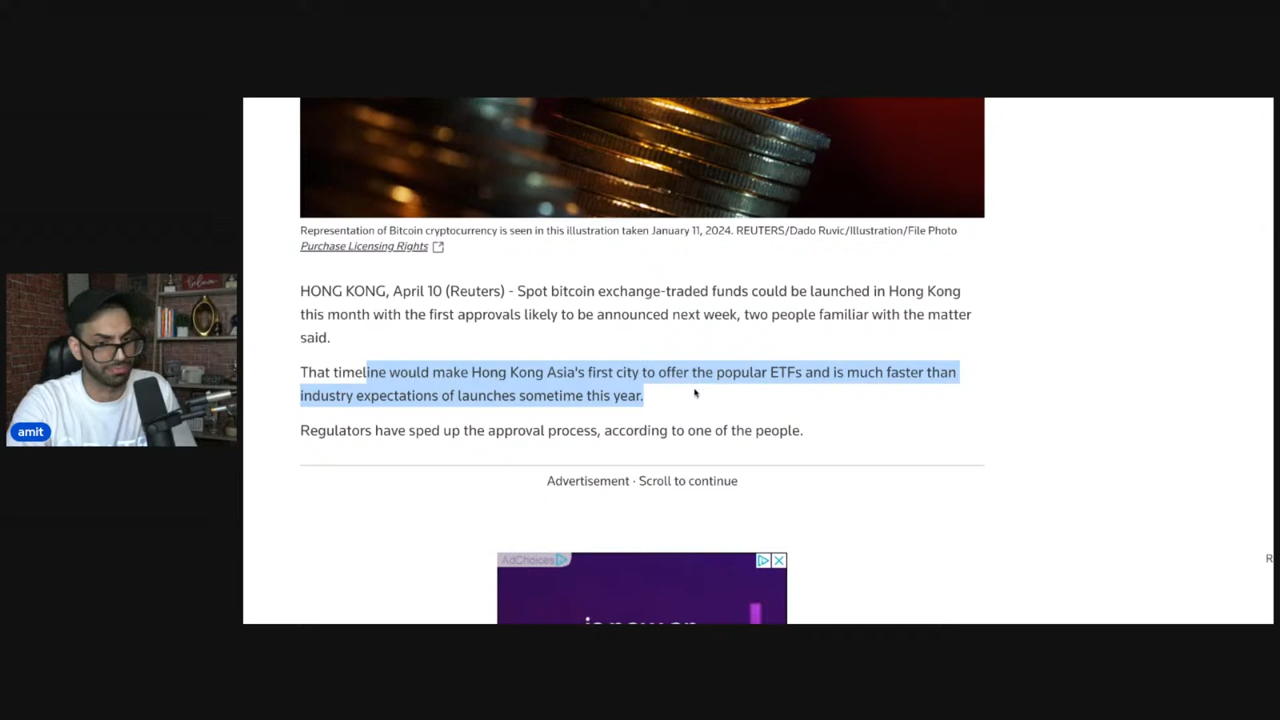 Representation of Bitcoin cryptocurrency is seen in this illustration taken January 11, 2024. REUTERS/Dado Ruvic/Illustration/File Photo
Purchase Licensing Rights
HONG KONG, April 10 (Reuters) - Spot bitcoin exchange-traded funds could be launched in Hong Kong
this month with the first approvals likely to be announced next week, two people familiar with the matter
said.
That timeline would make Hong Kong Asia's first city to offer the popular ETFs and is much faster than
industry expectations of launches sometime this year.
amit
Regulators have sped up the approval process, according to one of the people.
Advertisement · Scroll to continue
AdChoices
R